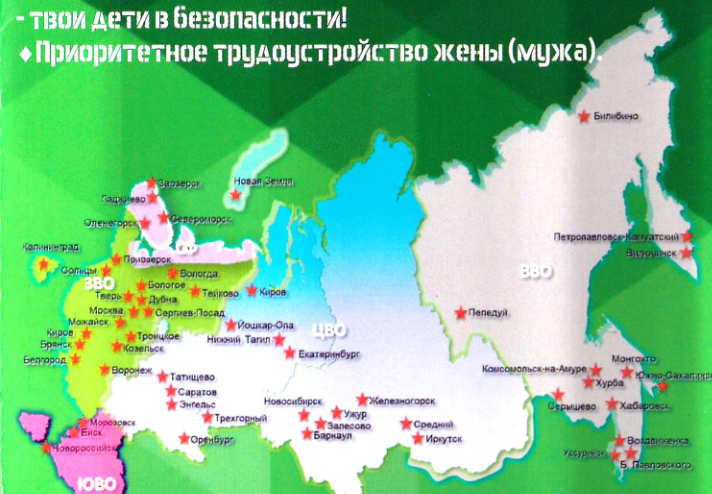 - твои дети в безопасности!
♦ Приоритетное трудоустройство жены (мужа).
Билибино
Заозерск
Новая Земля
Гаджиево
Североморск
Оленегорск
Калининград
Петропавловск-Камчатский
Приозерск
Вилючинск
Сольцы
Вологда
ВВО
ЗВО
Бологое
Тверь
Дубна
Тейково
Киров
Москва
Сергиев-Посад
Пеледуй
Можайск
Йошкар-Ола
ЦВО
Киров
Троицкое
Нижний Тагил
Брянск
Козельск
Екатеринбург
Белгород
Монгохто
Воронеж
Комсомольск-на-Амуре
Южно-Сахалинск
Татищево
Хурба
Саратов
Железногорск
Энгельс
Новосибирск
Серышево
Хабаровск
Ужур
Трехгорный
Залесово
Средний
Морозовск
Барнаул
Ейск
Оренбург
Иркутск
Воздвиженка
Новороссийск
Уссурийск
Б. Павловского
ЮВО